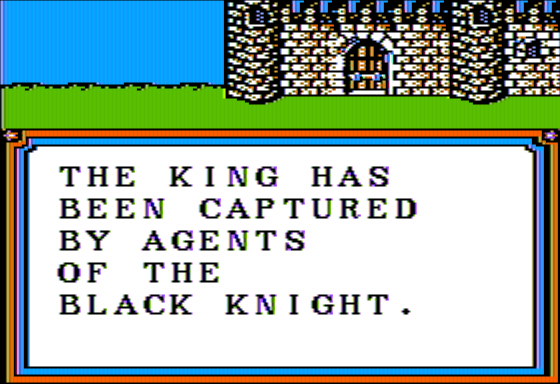 THE KING HAS
BEEN CAPTURED
BY AGENTS
OF THE
BLACK KNIGHT.